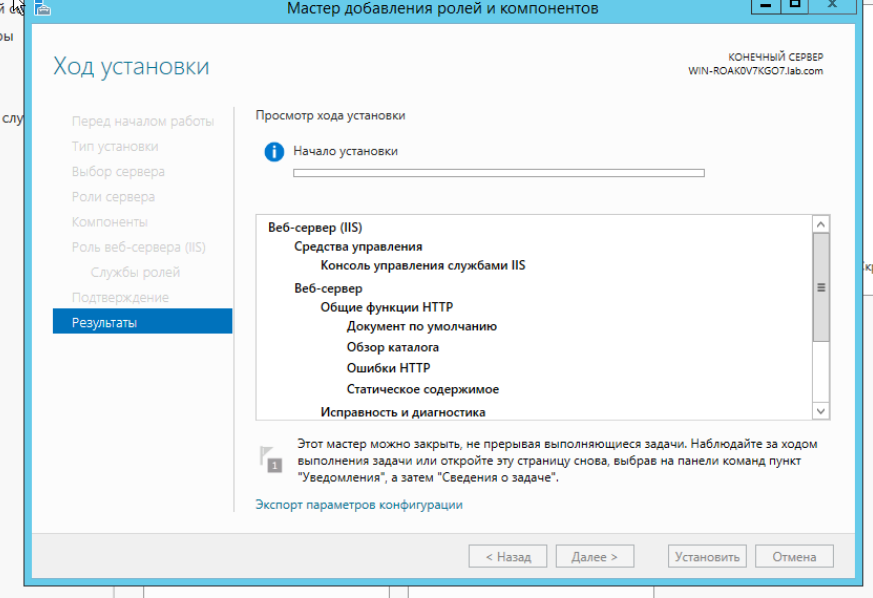 Мастер добавления ролей и компонентов
Ход установки
КОНЕЧНЫЙ СЕРВЕР
WIN-ROAK0V7KGO7.lab.com
Перед началом работы
Тип установки
Выбор сервера
Роли сервера
Компоненты
Роль веб-сервера (IIS)
Службы ролей
Подтверждение
Результаты
Просмотр хода установки
Начало установки
Веб-сервер (IIS)
Средства управления
Консоль управления службами IIS
Веб-сервер
Общие функции HTTP
Документ по умолчанию
Обзор каталога
Ошибки HTTP
Статическое содержимое
Исправность и диагностика
1
Этот мастер можно закрыть, не прерывая выполняющиеся задачи. Наблюдайте за ходом
выполнения задачи или откройте эту страницу снова, выбрав на панели команд пункт
"Уведомления", а затем "Сведения о задаче".
Экспорт параметров конфигурации
< Назад
Далее >
Установить
Отмена